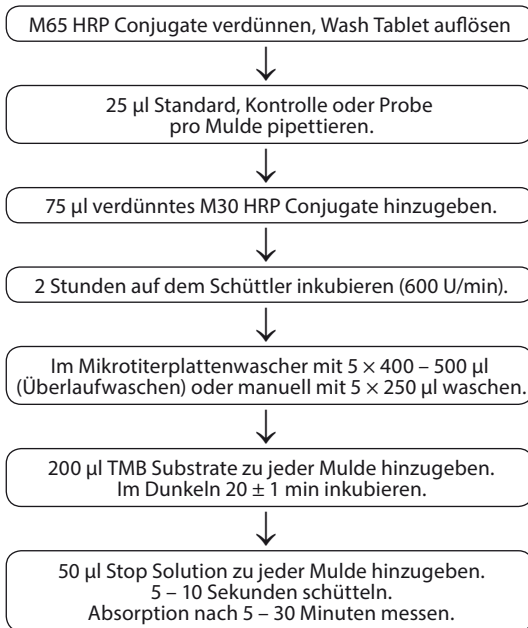 M65 HRP Conjugate verdünnen, Wash Tablet auflösen
25 µl Standard, Kontrolle oder Probe
pro Mulde pipettieren.
75 µl verdünntes M30 HRP Conjugate hinzugeben.
2 Stunden auf dem Schüttler inkubieren (600 U/min).
Im Mikrotiterplattenwascher mit 5 × 400 – 500 µl
(Überlaufwaschen) oder manuell mit 5 × 250 µl waschen.
200 µl TMB Substrate zu jeder Mulde hinzugeben.
Im Dunkeln 20 ± 1 min inkubieren.
50 µl Stop Solution zu jeder Mulde hinzugeben.
5 – 10 Sekunden schütteln.
Absorption nach 5 – 30 Minuten messen.